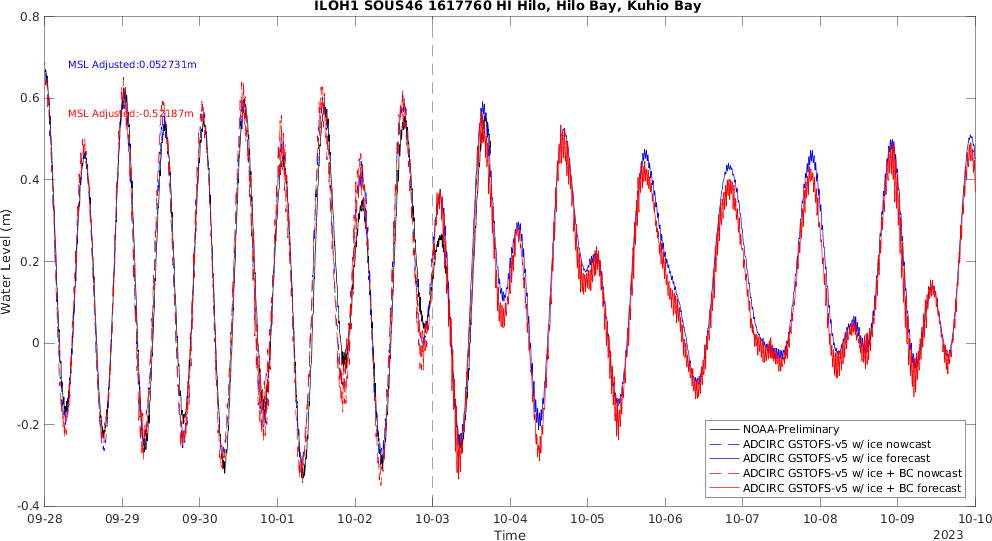 ILOH1 SOUS46 1617760 HI Hilo, Hilo Bay, Kuhio Bay
0.8
0.6
0.4
0.2
0
-0.2
-0.4
Water Level (m)
MSL Adjusted:0.052731m
MSL Adjusted:-0.52187m
NOAA-Preliminary
ADCIRC GSTOFS-v5 w/ ice nowcast
ADCIRC GSTOFS-v5 w/ ice forecast
ADCIRC GSTOFS-v5 w/ ice + BC nowcast
ADCIRC GSTOFS-v5 w/ ice + BC forecast
09-28 09-29 09-30 10-01 10-02 10-03 10-04 10-05 10-06 10-07 10-08 10-09 10-10
Time
2023